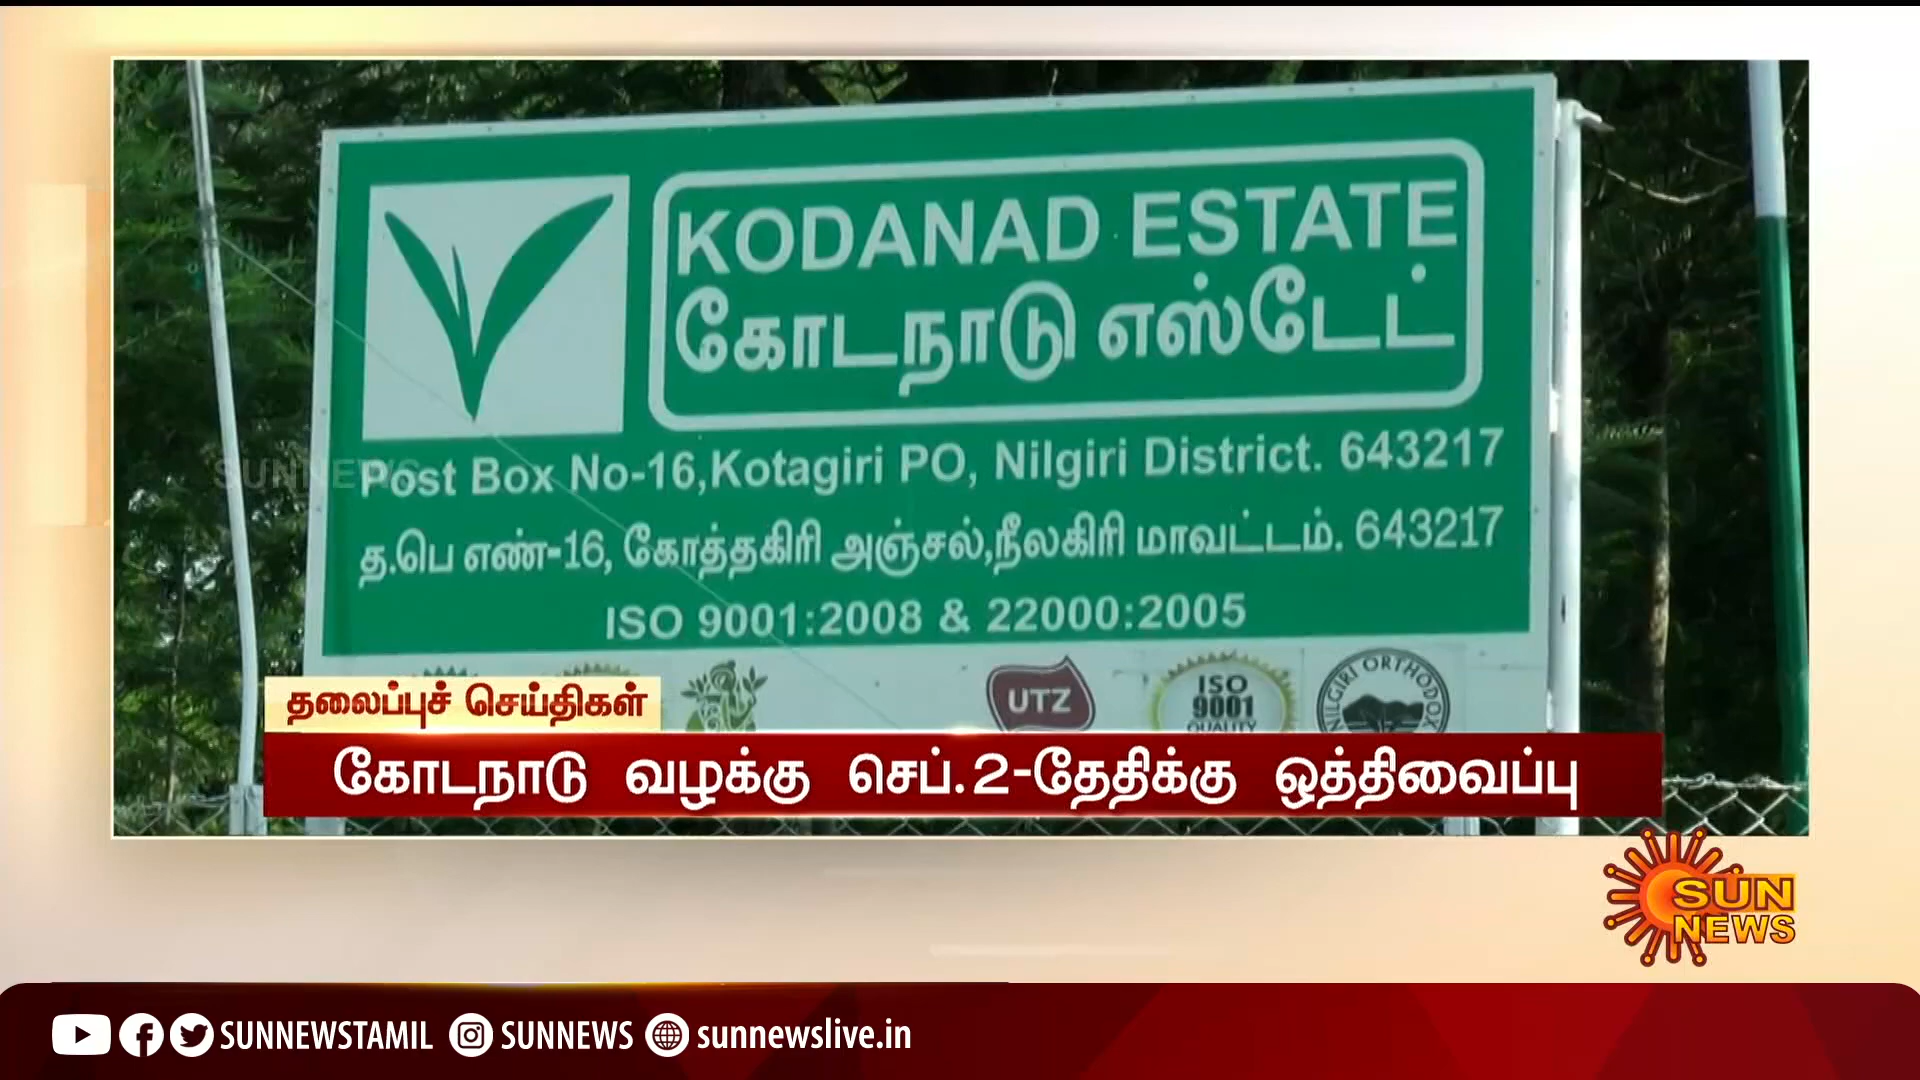 KODANAD ESTATE
கோடநாடு எஸ்டேட்
Post Box No-16,Kotagiri PO, Nilgiri District. 643217
த.பெ எண்-16, கோத்தகிரி அஞ்சல்,நீலகிரி மாவட்டம். 643217
ISO 9001:2008 & 22000:2005
SUNNEWS
UTZ
ISO
9001
QUALITY
NILGIRI ORTHODOX
தலைப்புச் செய்திகள்
கோடநாடு வழக்கு செப்.2-தேதிக்கு ஒத்திவைப்பு
SUN
NEWS
SUNNEWSTAMIL SUNNEWS sunnewslive.in